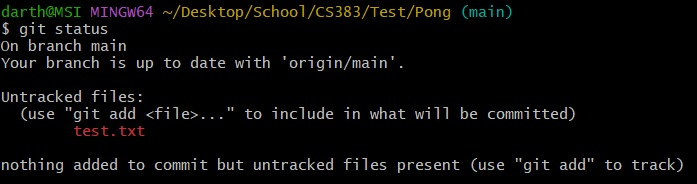 darth@MSI MINGW64 ~/Desktop/School/CS383/Test/Pong (main)
$ git status
On branch main
Your branch is up to date with 'origin/main'.

Untracked files:
  (use "git add <file>..." to include in what will be committed)
        test.txt

nothing added to commit but untracked files present (use "git add" to track)